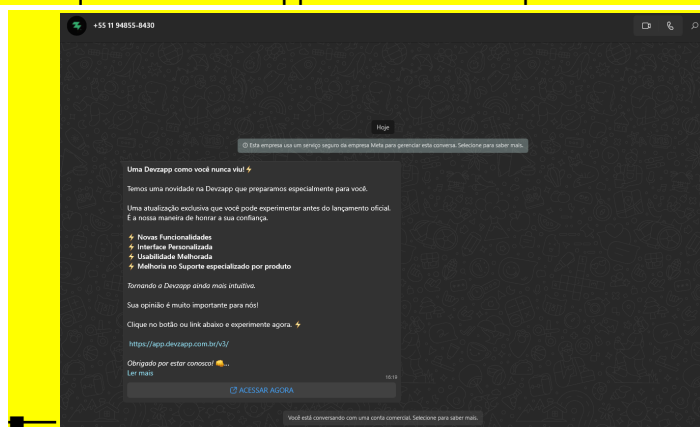 +55 11 94855-8430
Hoje
Esta empresa usa um serviço seguro da empresa Meta para gerenciar esta conversa. Selecione para saber mais.
Uma Devzapp como você nunca viu!⚡
Temos uma novidade na Devzapp que preparamos especialmente para você.
Uma atualização exclusiva que você pode experimentar antes do lançamento oficial.
É a nossa maneira de honrar a sua confiança.
⚡ Novas Funcionalidades
⚡ Interface Personalizada
⚡ Usabilidade Melhorada
⚡ Melhoria no Suporte especializado por produto
Tornando a Devzapp ainda mais intuitiva.
Sua opinião é muito importante para nós!
Clique no botão ou link abaixo e experimente agora. ⚡
https://app.devzapp.com.br/v3/
Obrigado por estar conosco! 👊...
Ler mais
ACESSAR AGORA
Você está conversando com uma conta comercial. Selecione para saber mais.